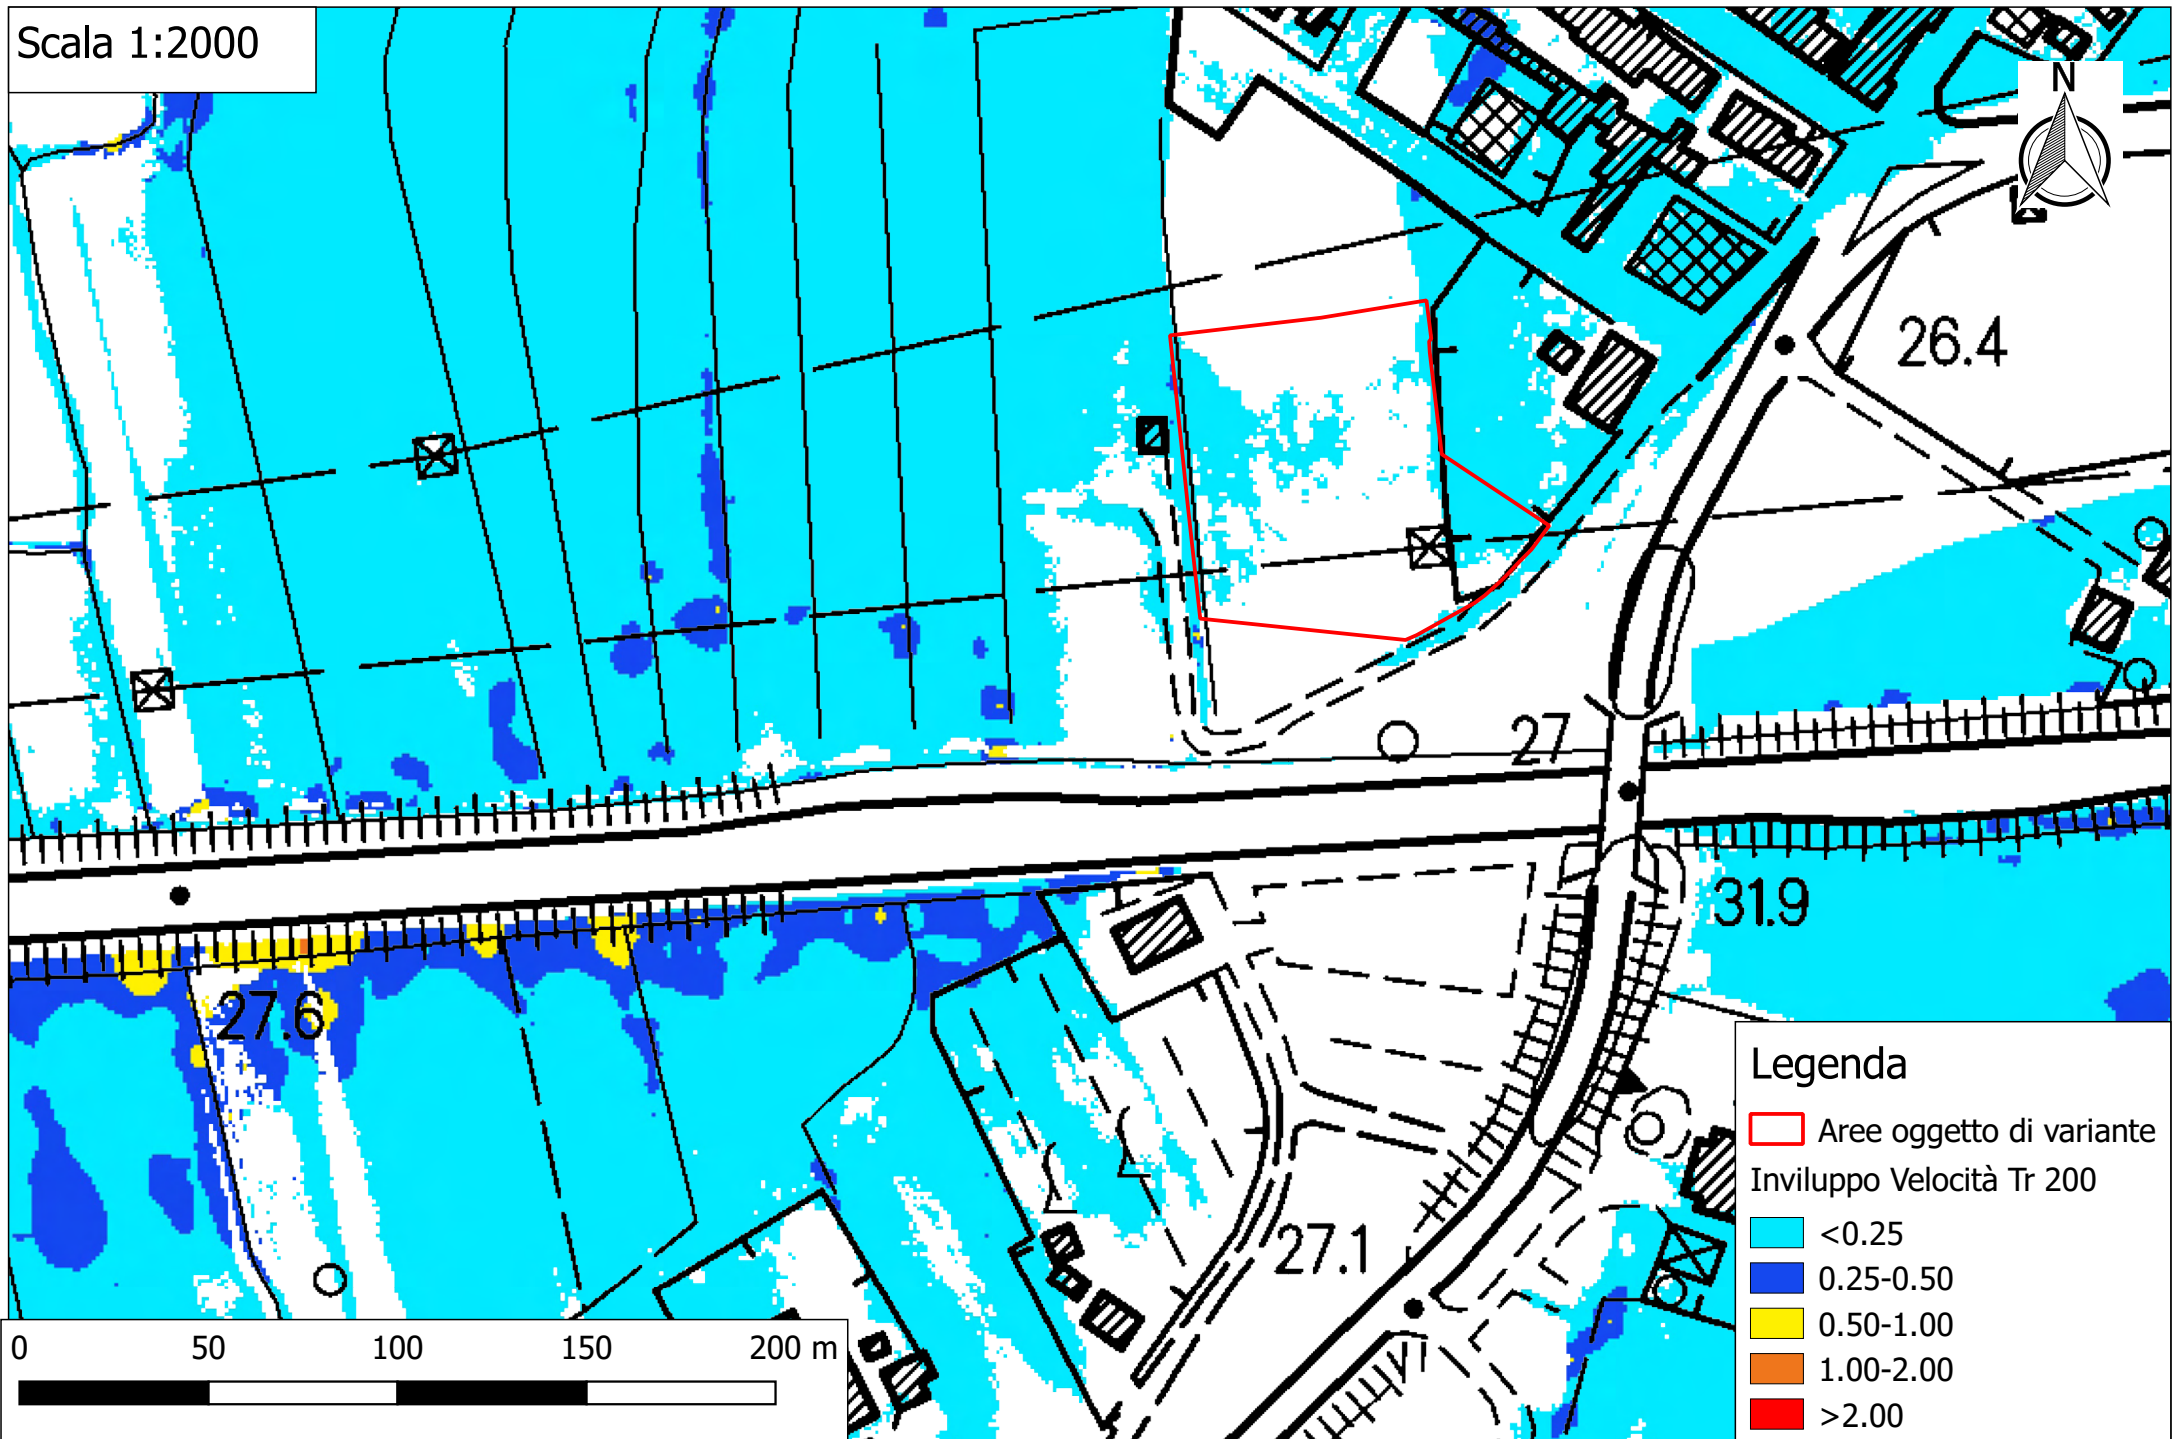 Scala 1:2000
N
26.4
27
31.9
27.6
27.1
Legenda
Aree oggetto di variante
Inviluppo Velocità Tr 200
<0.25
0.25-0.50
0.50-1.00
1.00-2.00
>2.00
0 50 100 150 200 m